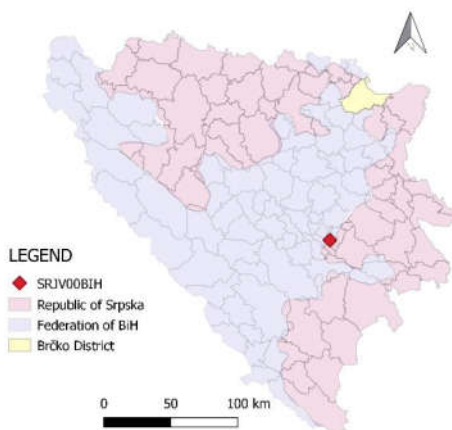 LEGEND
SRJV00BIH
Republic of Srpska
Federation of BiH
Brčko District
0 50 100 km